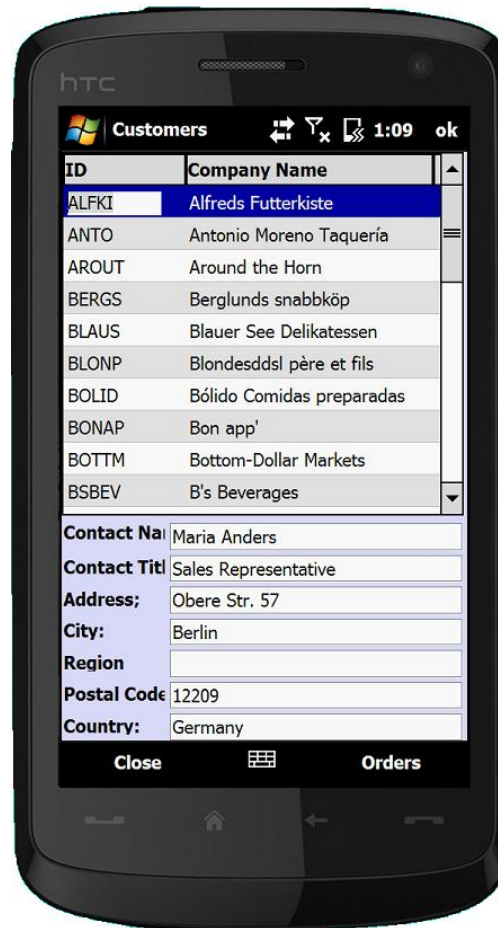 hTC
Customers 1:09 ok
ID Company Name
ALFKI Alfreds Futterkiste
ANTO Antonio Moreno Taquería
AROUT Around the Horn
BERGS Berglunds snabbköp
BLAUS Blauer See Delikatessen
BLONP Blondesddsl père et fils
BOLID Bólido Comidas preparadas
BONAP Bon app'
BOTTM Bottom-Dollar Markets
BSBEV B's Beverages
Contact Na Maria Anders
Contact Titl Sales Representative
Address; Obere Str. 57
City: Berlin
Region
Postal Code 12209
Country: Germany
Close Orders